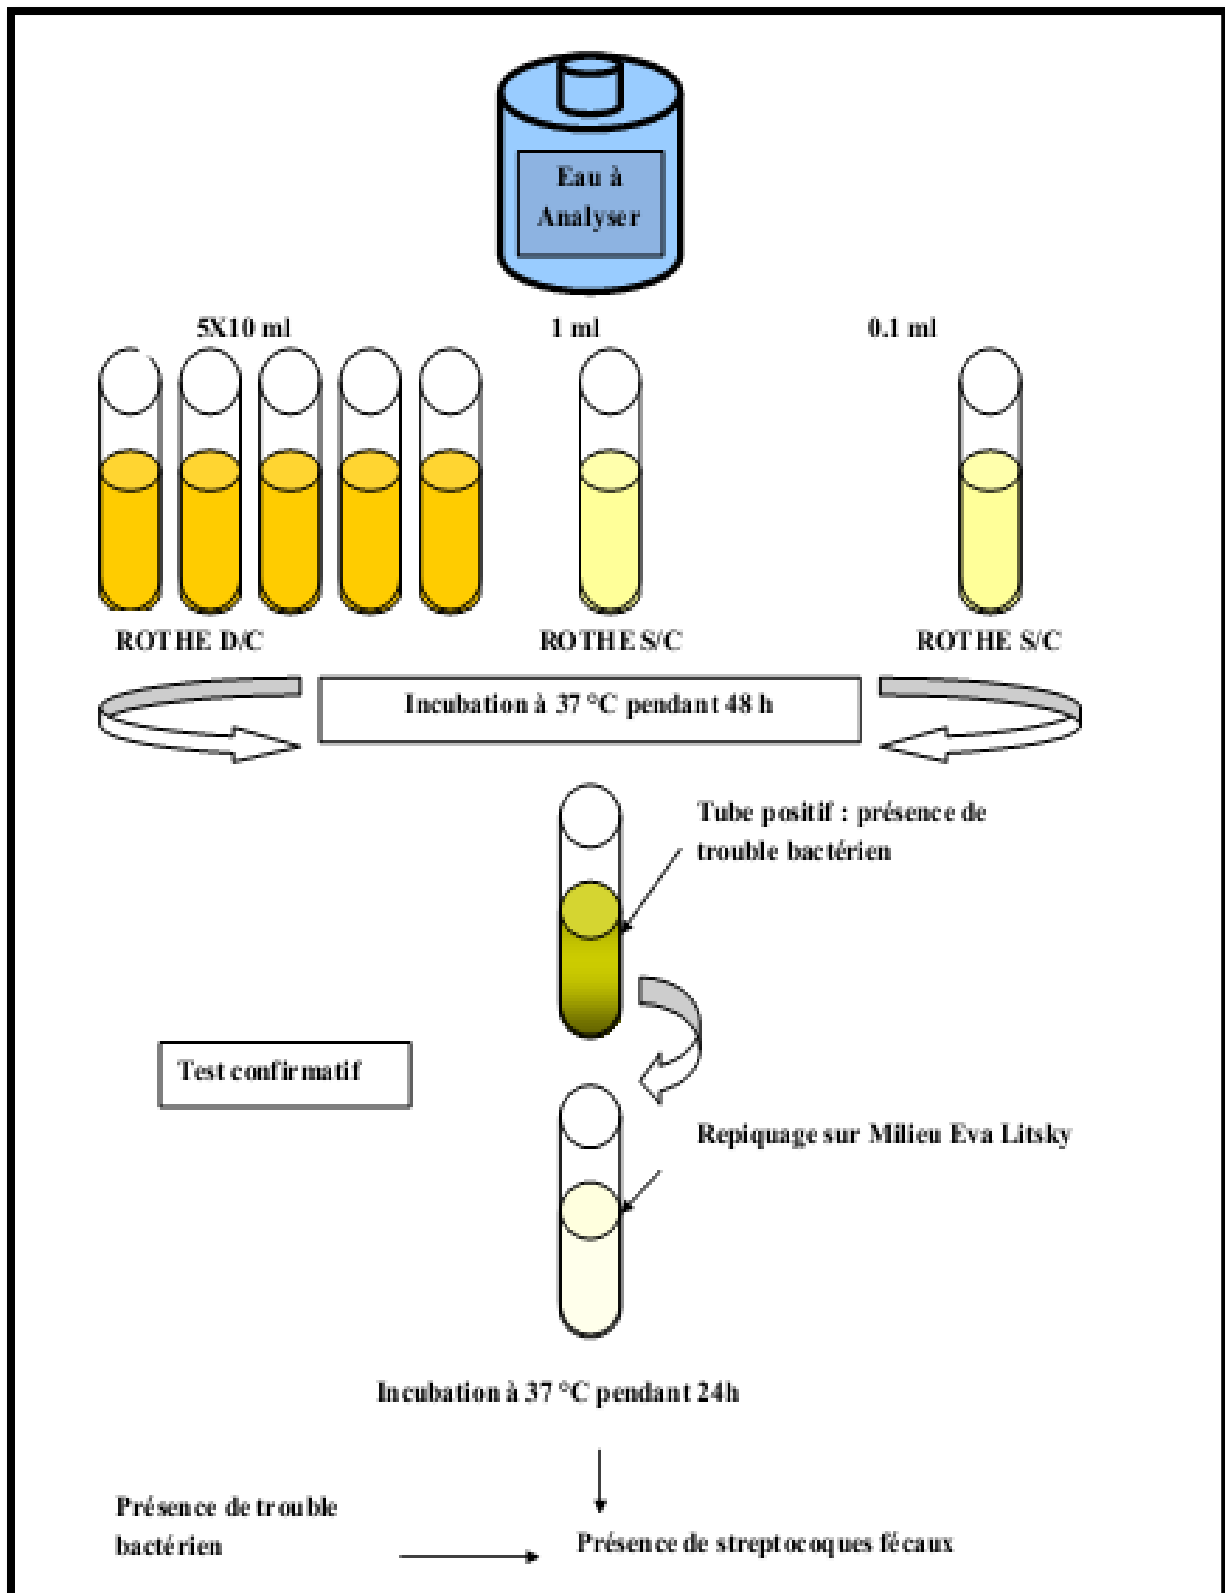 Eau à
Analyser
5X10 ml
1 ml
0.1 ml
ROTHE D/C
ROTHE S/C
ROTHE S/C
Incubation à 37 °C pendant 48 h
Tube positif : présence de
trouble bactérien
Test confirmatif
Repiquage sur Milieu Eva Litsky
Incubation à 37 °C pendant 24h
Présence de trouble
bactérien
Présence de streptocoques fécaux